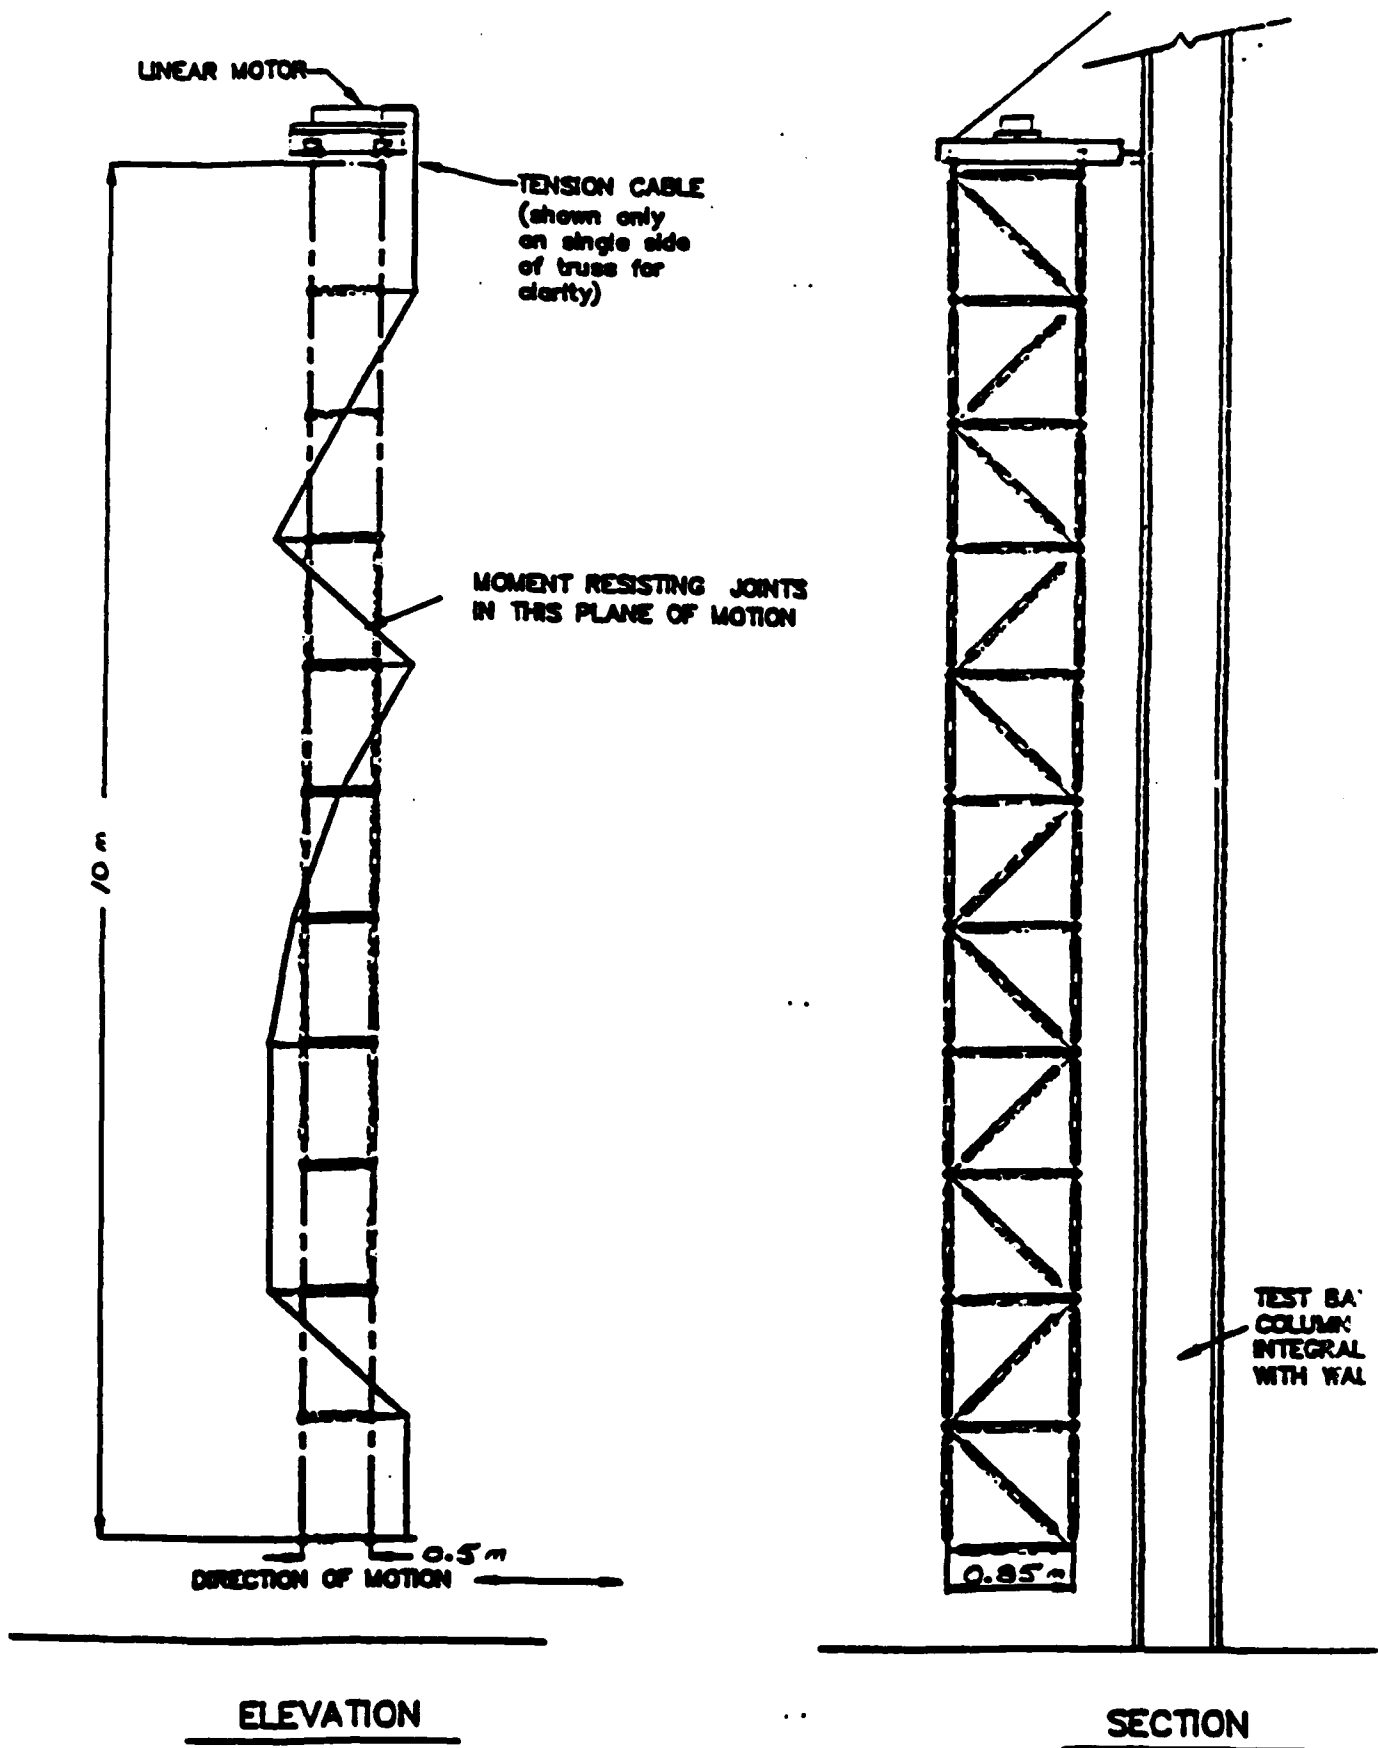 LINEAR MOTOR
TENSION CABLE
(shown only
on single side
of truss for
clarity)
MOMENT RESISTING JOINTS
IN THIS PLANE OF MOTION
10 m
0.5 m
DIRECTION OF MOTION
ELEVATION
TEST BA
COLUMN
INTEGRAL
WITH WAL
0.85 m
SECTION